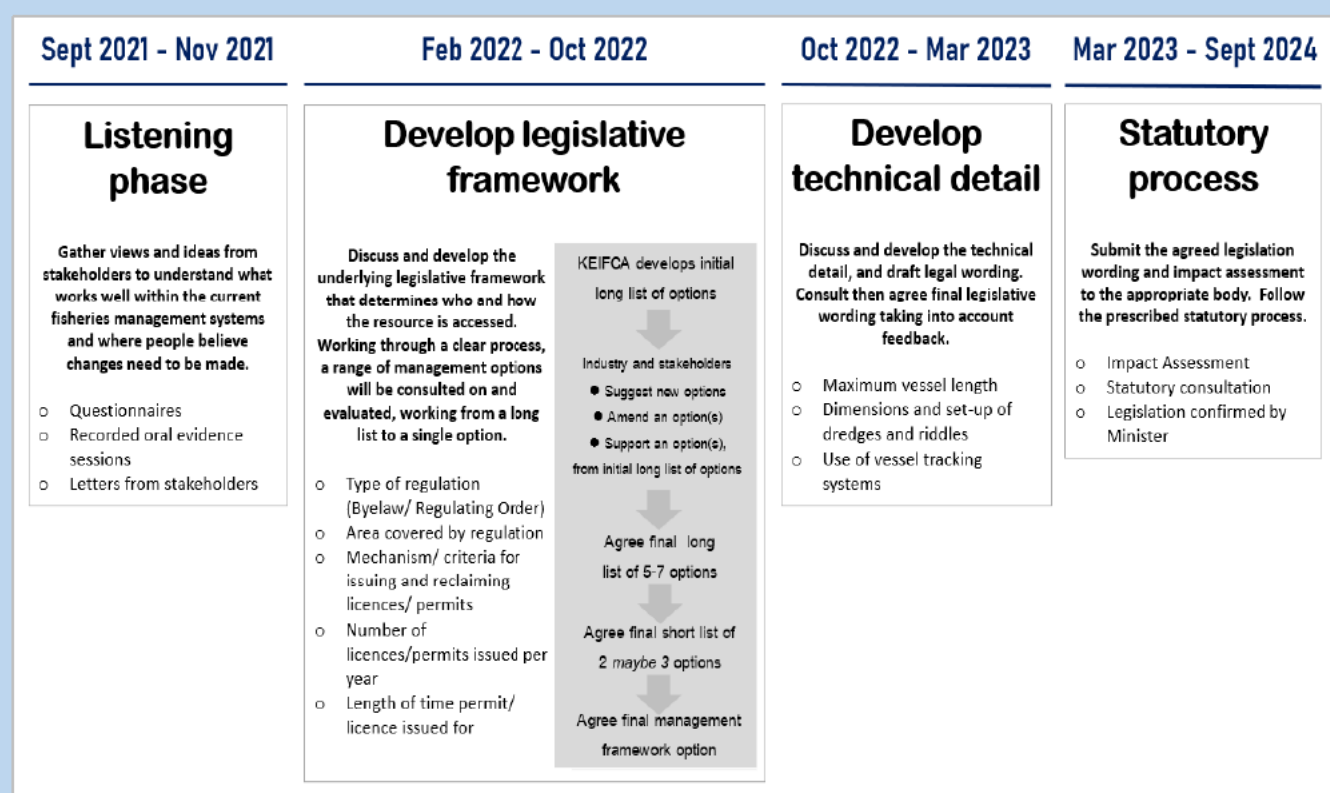 Sept 2021 - Nov 2021
Listening
phase
Gather views and ideas from
stakeholders to understand what
works well within the current
fisheries management systems
and where people believe
changes need to be made.
o Questionnaires
o Recorded oral evidence
sessions
o Letters from stakeholders
Feb 2022 - Oct 2022
Develop legislative
framework
Discuss and develop the
underlying legislative framework
that determines who and how
the resource is accessed.
Working through a clear process,
a range of management options
will be consulted on and
evaluated, working from a long
list to a single option.
o Type of regulation
(Byelaw/ Regulating Order)
o Area covered by regulation
o Mechanism/ criteria for
issuing and reclaiming
licences/ permits
o Number of
licences/permits issued per
year
o Length of time permit/
licence issued for
KEIFCA develops initial
long list of options
Industry and stakeholders
● Suggest new options
● Amend an option(s)
● Support an option(s),
from initial long list of options
Agree final long
list of 5-7 options
Agree final short list of
2 maybe 3 options
Agree final management
framework option
Oct 2022 - Mar 2023
Develop
technical detail
Discuss and develop the technical
detail, and draft legal wording.
Consult then agree final legislative
wording taking into account
feedback.
o Maximum vessel length
o Dimensions and set-up of
dredges and riddles
o Use of vessel tracking
systems
Mar 2023 - Sept 2024
Statutory
process
Submit the agreed legislation
wording and impact assessment
to the appropriate body. Follow
the prescribed statutory process.
o Impact Assessment
o Statutory consultation
o Legislation confirmed by
Minister